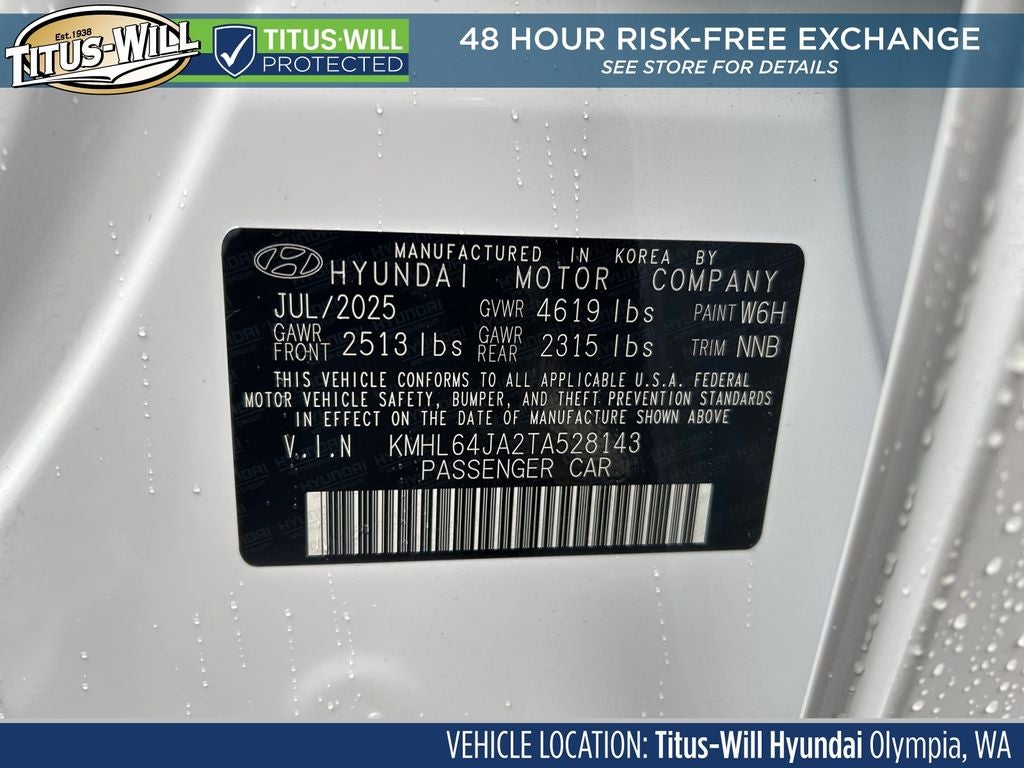 Est. 1938
TITUS-WILL
TITUS-WILL
PROTECTED
48 HOUR RISK-FREE EXCHANGE
SEE STORE FOR DETAILS
MANUFACTURED IN KOREA BY
HYUNDAI MOTOR COMPANY
JUL/2025 GVWR 4619 lbs PAINT W6H
GAWR FRONT 2513 lbs GAWR REAR 2315 lbs TRIM NNB
THIS VEHICLE CONFORMS TO ALL APPLICABLE U.S.A. FEDERAL
MOTOR VEHICLE SAFETY, BUMPER, AND THEFT PREVENTION STANDARDS
IN EFFECT ON THE DATE OF MANUFACTURE SHOWN ABOVE
V.I.N KMHL64JA2TA528143
PASSENGER CAR
VEHICLE LOCATION: Titus-Will Hyundai Olympia, WA